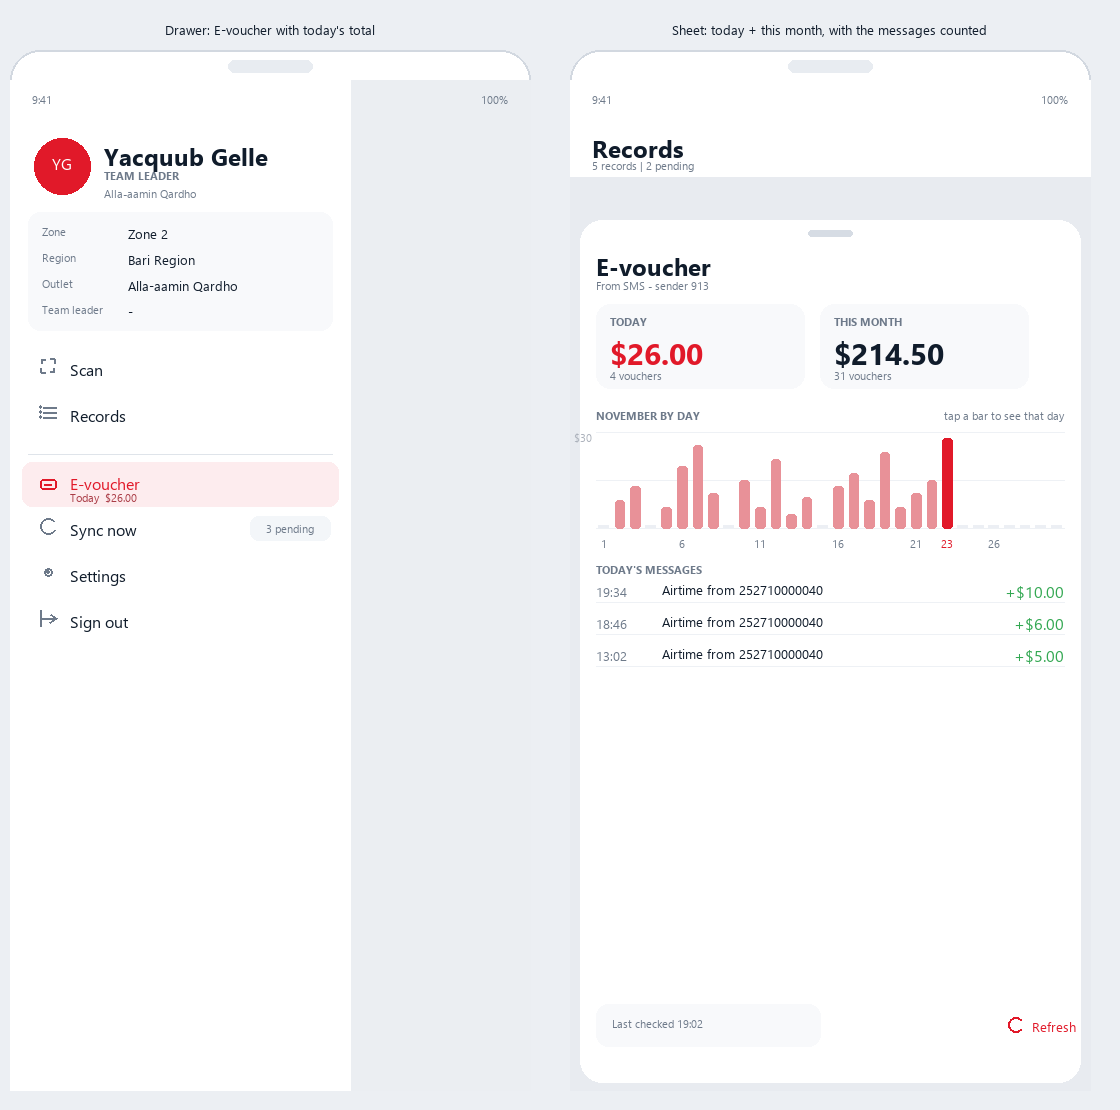 Drawer: E-voucher with today's total
9:41
100%
YG
Yacquub Gelle
TEAM LEADER
Alla-aamin Qardho
Zone Zone 2
Region Bari Region
Outlet Alla-aamin Qardho
Team leader -
Scan
Records
E-voucher
Today $26.00
Sync now
3 pending
Settings
Sign out
Sheet: today + this month, with the messages counted
9:41
100%
Records
5 records | 2 pending
E-voucher
From SMS - sender 913
TODAY
$26.00
4 vouchers
THIS MONTH
$214.50
31 vouchers
NOVEMBER BY DAY
tap a bar to see that day
$30
1 6 11 16 21 23 26
TODAY'S MESSAGES
19:34 Airtime from 252710000040 +$10.00
18:46 Airtime from 252710000040 +$6.00
13:02 Airtime from 252710000040 +$5.00
Last checked 19:02
Refresh